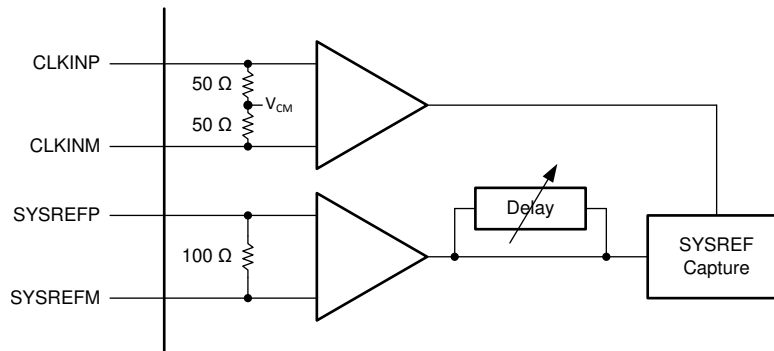 CLKINP
50 Ω
VCM
50 Ω
CLKINM
SYSREFP
Delay
100 Ω
SYSREF
Capture
SYSREFM